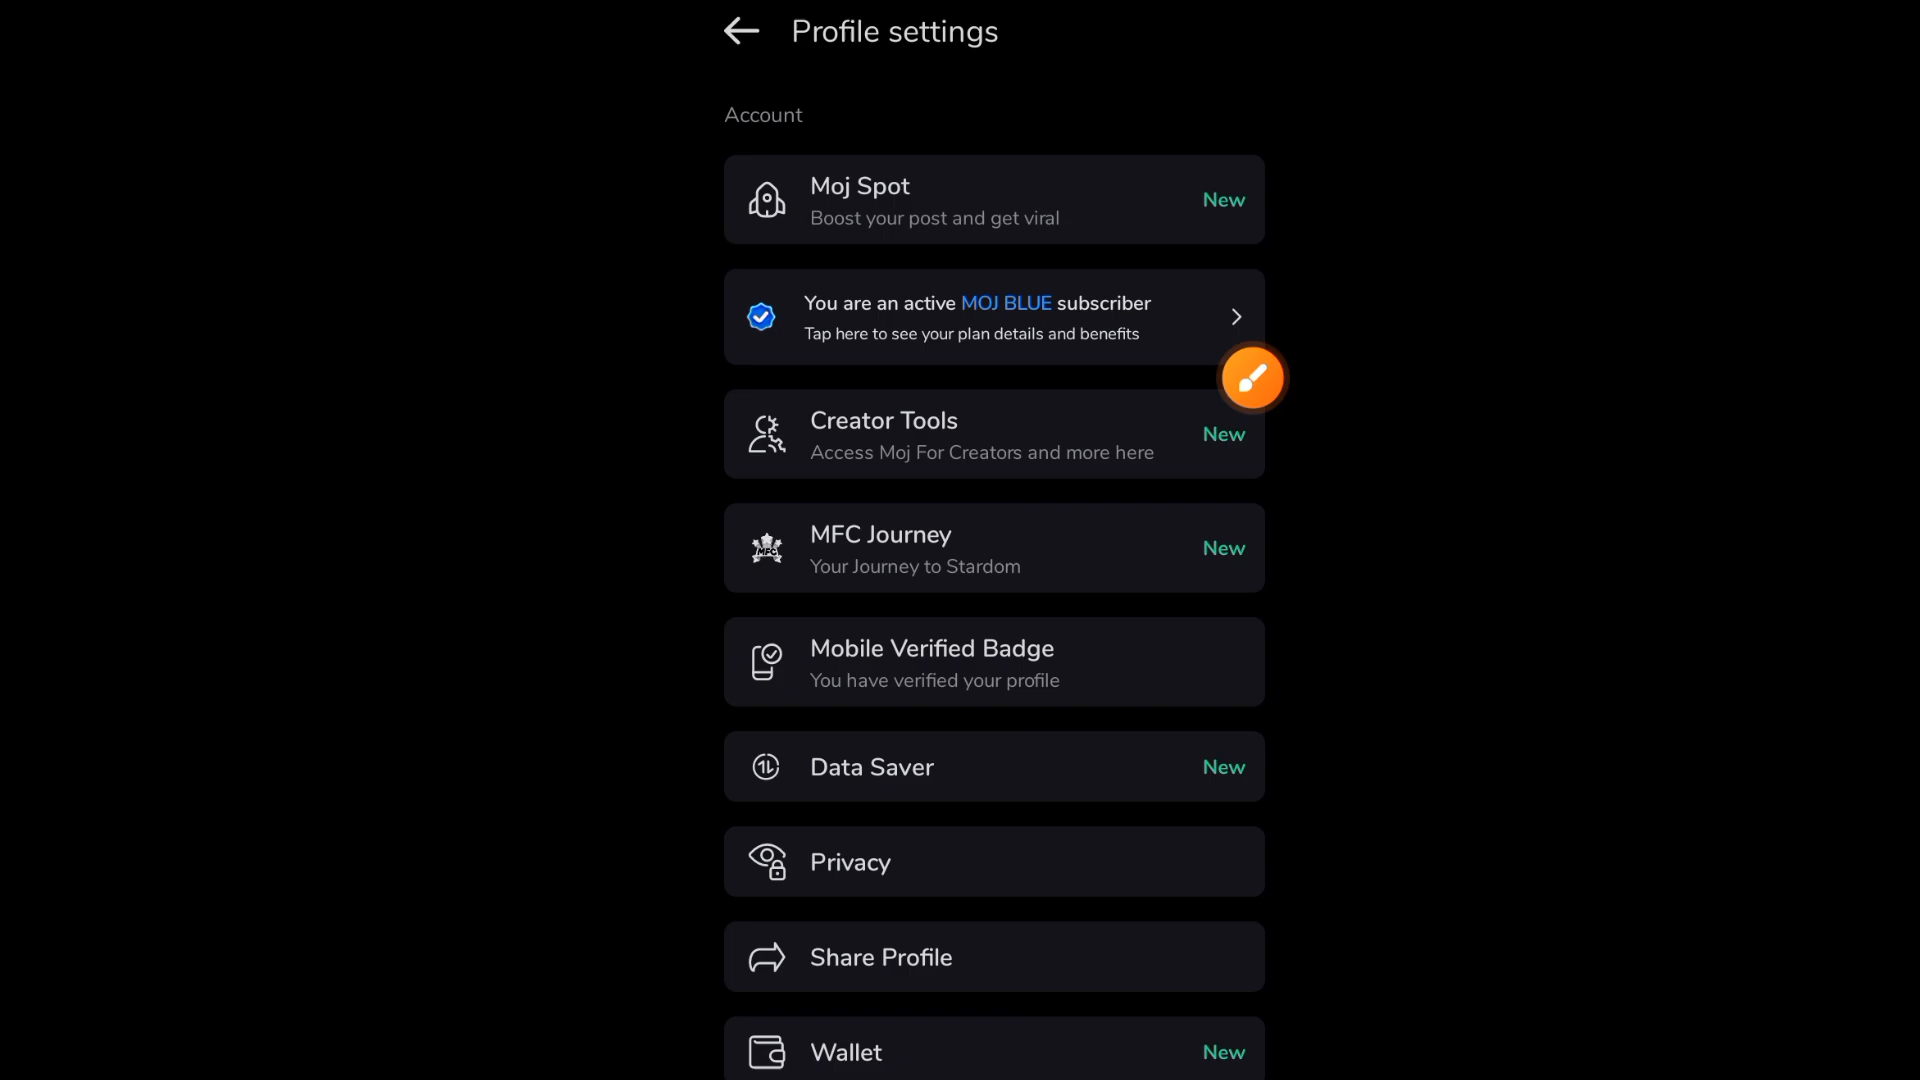 Profile settings
Account
Moj Spot
Boost your post and get viral
New
You are an active MOJ BLUE subscriber
Tap here to see your plan details and benefits
Creator Tools
Access Moj For Creators and more here
New
MFC
MFC Journey
Your Journey to Stardom
New
Mobile Verified Badge
You have verified your profile
Data Saver
New
Privacy
Share Profile
Wallet
New